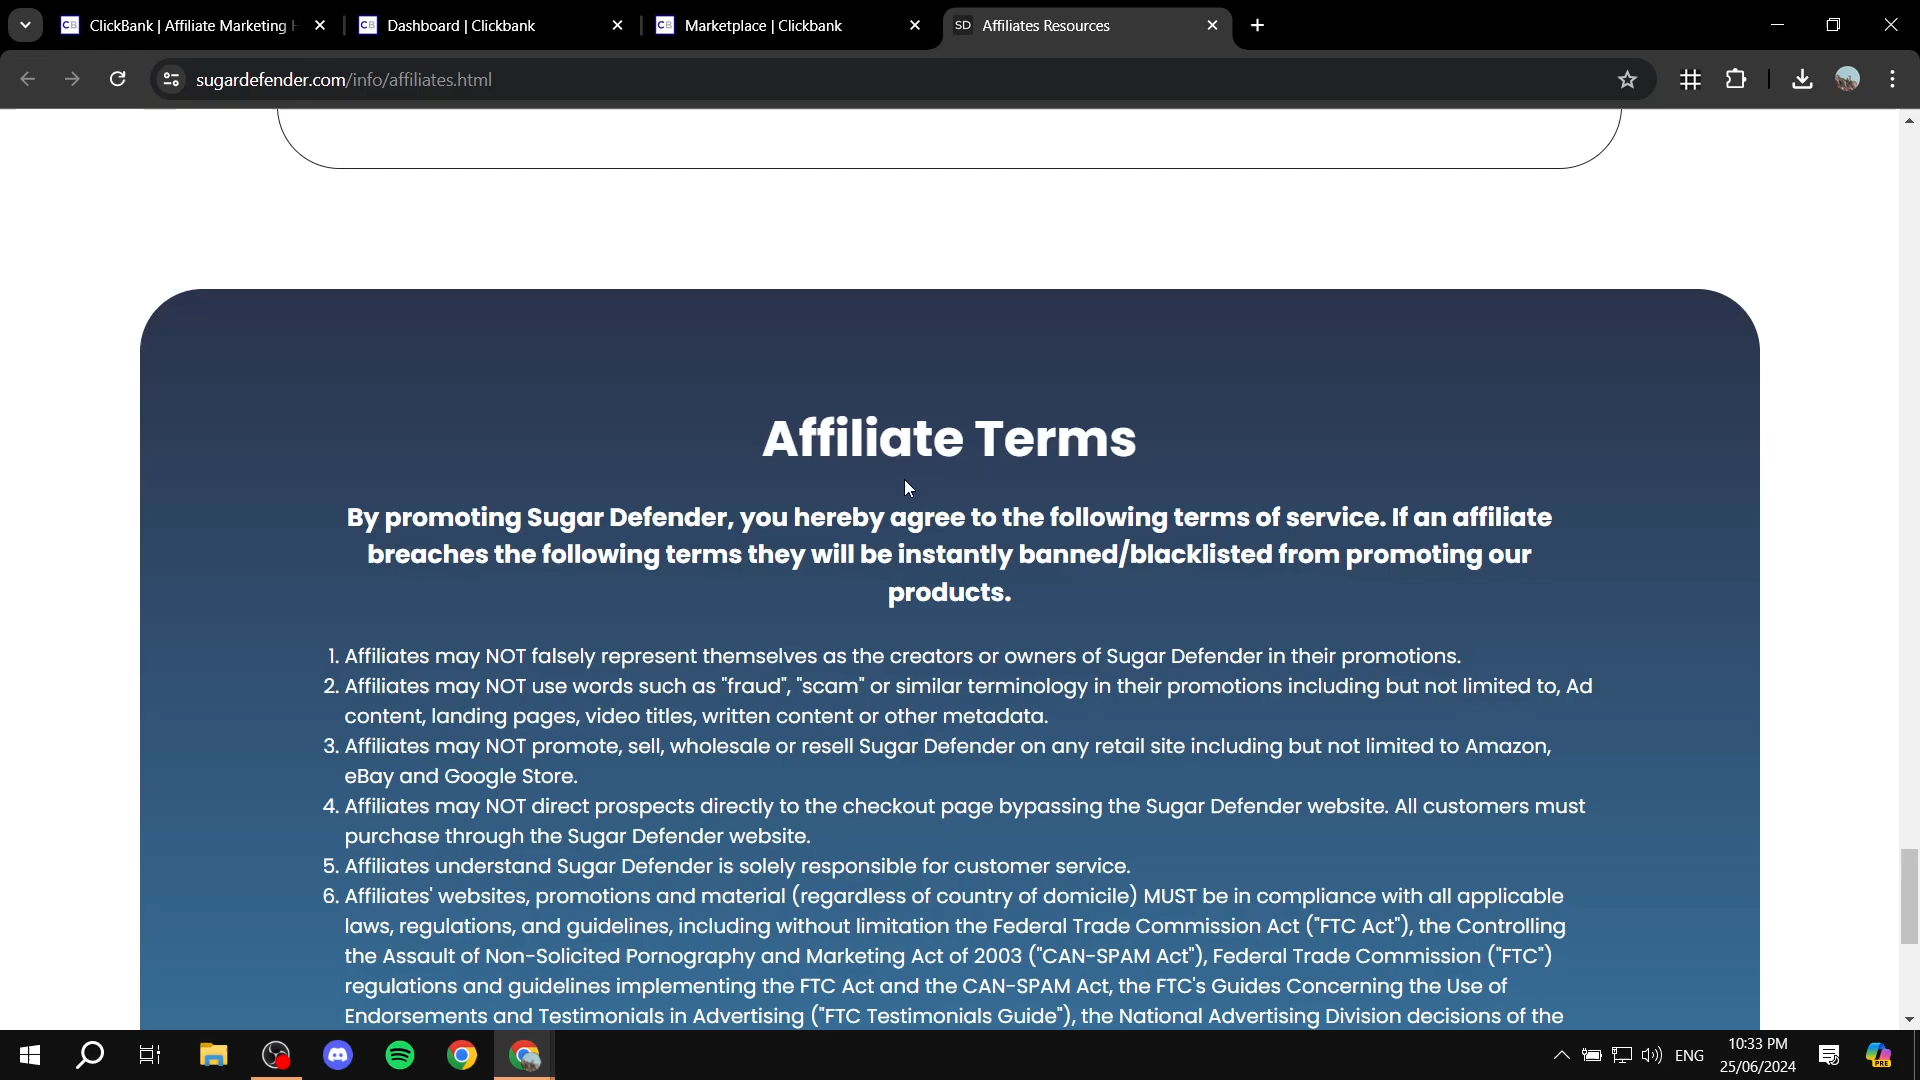 CB ClickBank | Affiliate Marketing
CB Dashboard | Clickbank
CB Marketplace | Clickbank
SD Affiliates Resources
sugardefender.com/info/affiliates.html
Affiliate Terms
By promoting Sugar Defender, you hereby agree to the following terms of service. If an affiliate
breaches the following terms they will be instantly banned/blacklisted from promoting our
products.
1. Affiliates may NOT falsely represent themselves as the creators or owners of Sugar Defender in their promotions.
2. Affiliates may NOT use words such as "fraud", "scam" or similar terminology in their promotions including but not limited to, Ad
content, landing pages, video titles, written content or other metadata.
3. Affiliates may NOT promote, sell, wholesale or resell Sugar Defender on any retail site including but not limited to Amazon,
eBay and Google Store.
4. Affiliates may NOT direct prospects directly to the checkout page bypassing the Sugar Defender website. All customers must
purchase through the Sugar Defender website.
5. Affiliates understand Sugar Defender is solely responsible for customer service.
6. Affiliates' websites, promotions and material (regardless of country of domicile) MUST be in compliance with all applicable
laws, regulations, and guidelines, including without limitation the Federal Trade Commission Act ("FTC Act"), the Controlling
the Assault of Non-Solicited Pornography and Marketing Act of 2003 ("CAN-SPAM Act"), Federal Trade Commission ("FTC")
regulations and guidelines implementing the FTC Act and the CAN-SPAM Act, the FTC's Guides Concerning the Use of
Endorsements and Testimonials in Advertising ("FTC Testimonials Guide"), the National Advertising Division decisions of the
ENG
10:33 PM
25/06/2024
PRE